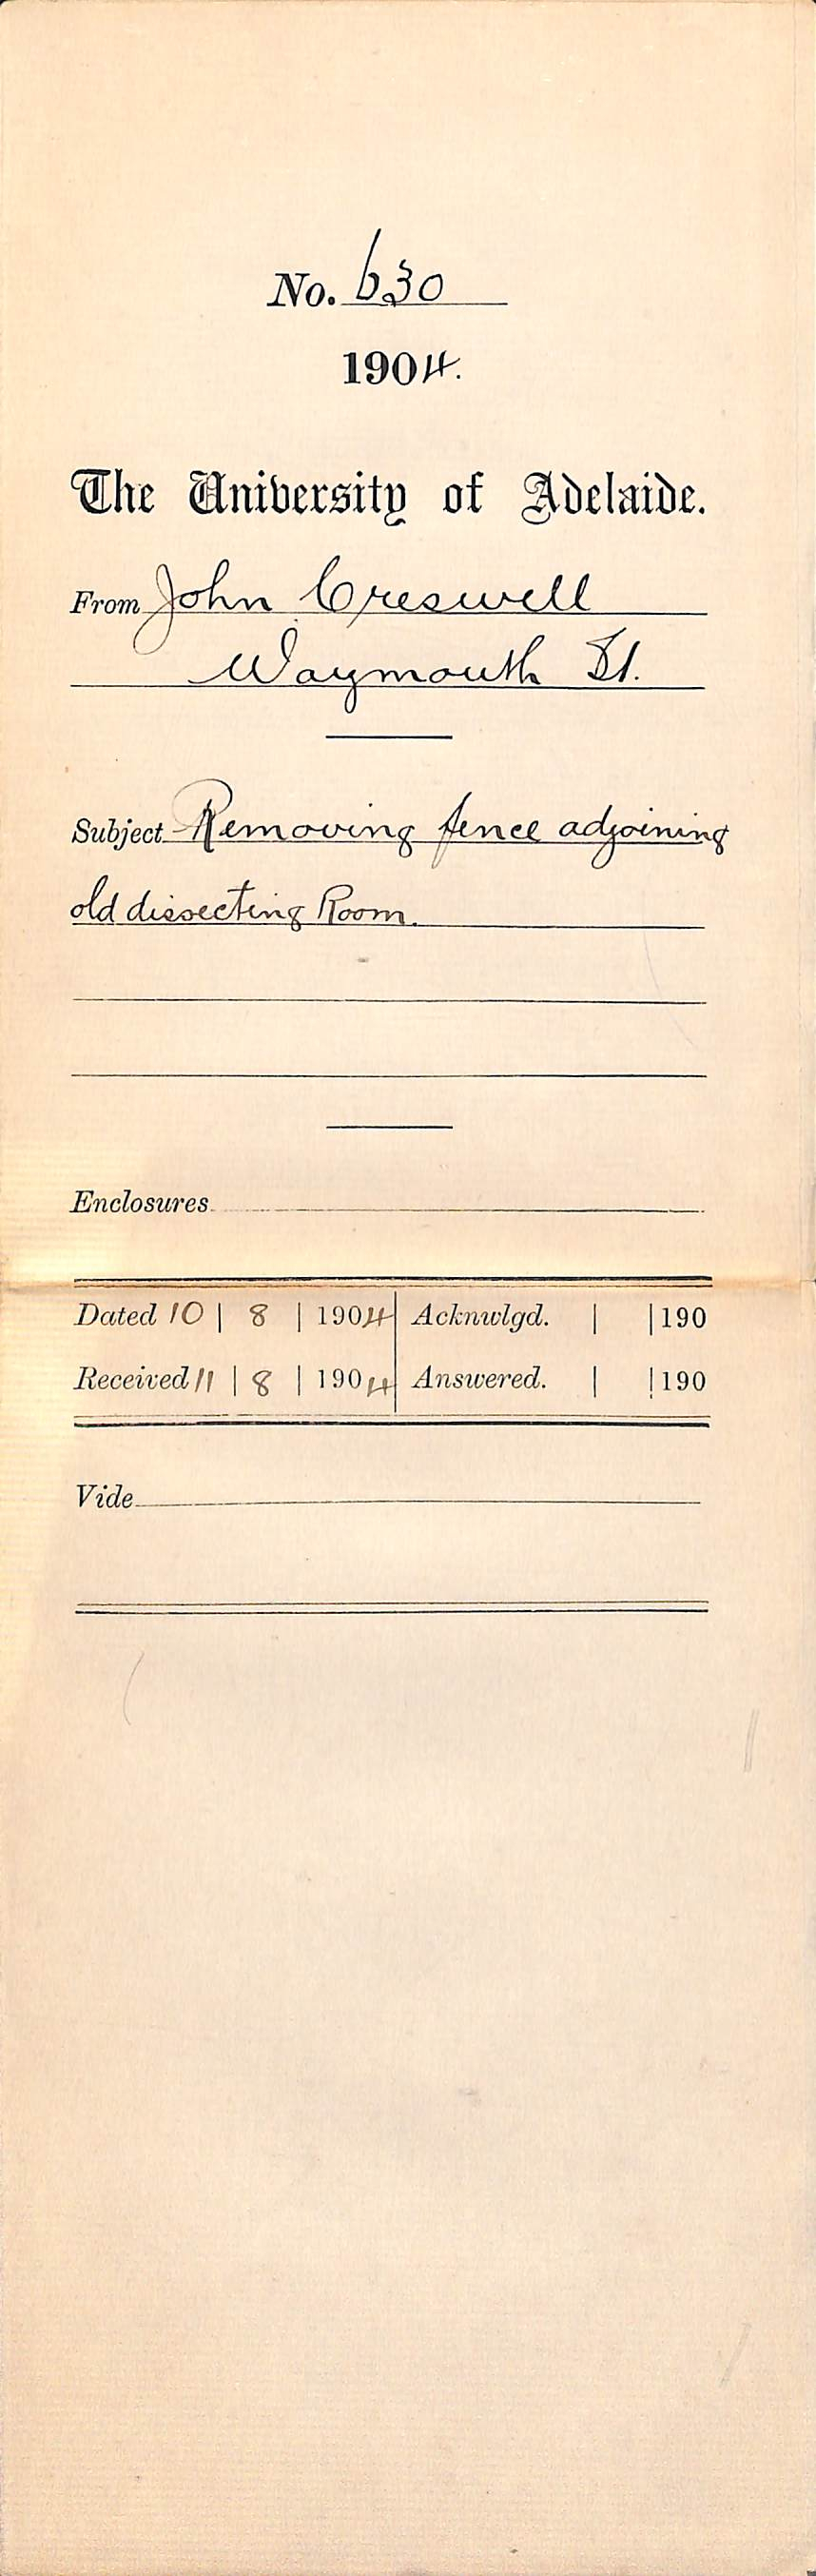 No. 630
1904.
The University of Adelaide.
From John Creswell
Waymouth St.
Subject Removing fence adjoining
old dissecting Room.
Enclosures
Dated 10 | 8 | 1904 Acknwlgd. | | 190
Received 11 | 8 | 1904 Answered. | | 190
Vide